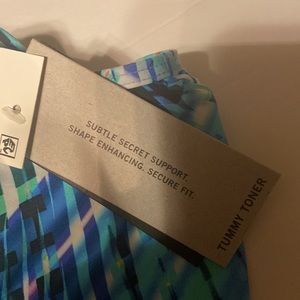 SUBTLE SECRET SUPPORT.
SHAPE ENHANCING. SECURE FIT.
TUMMY TONER